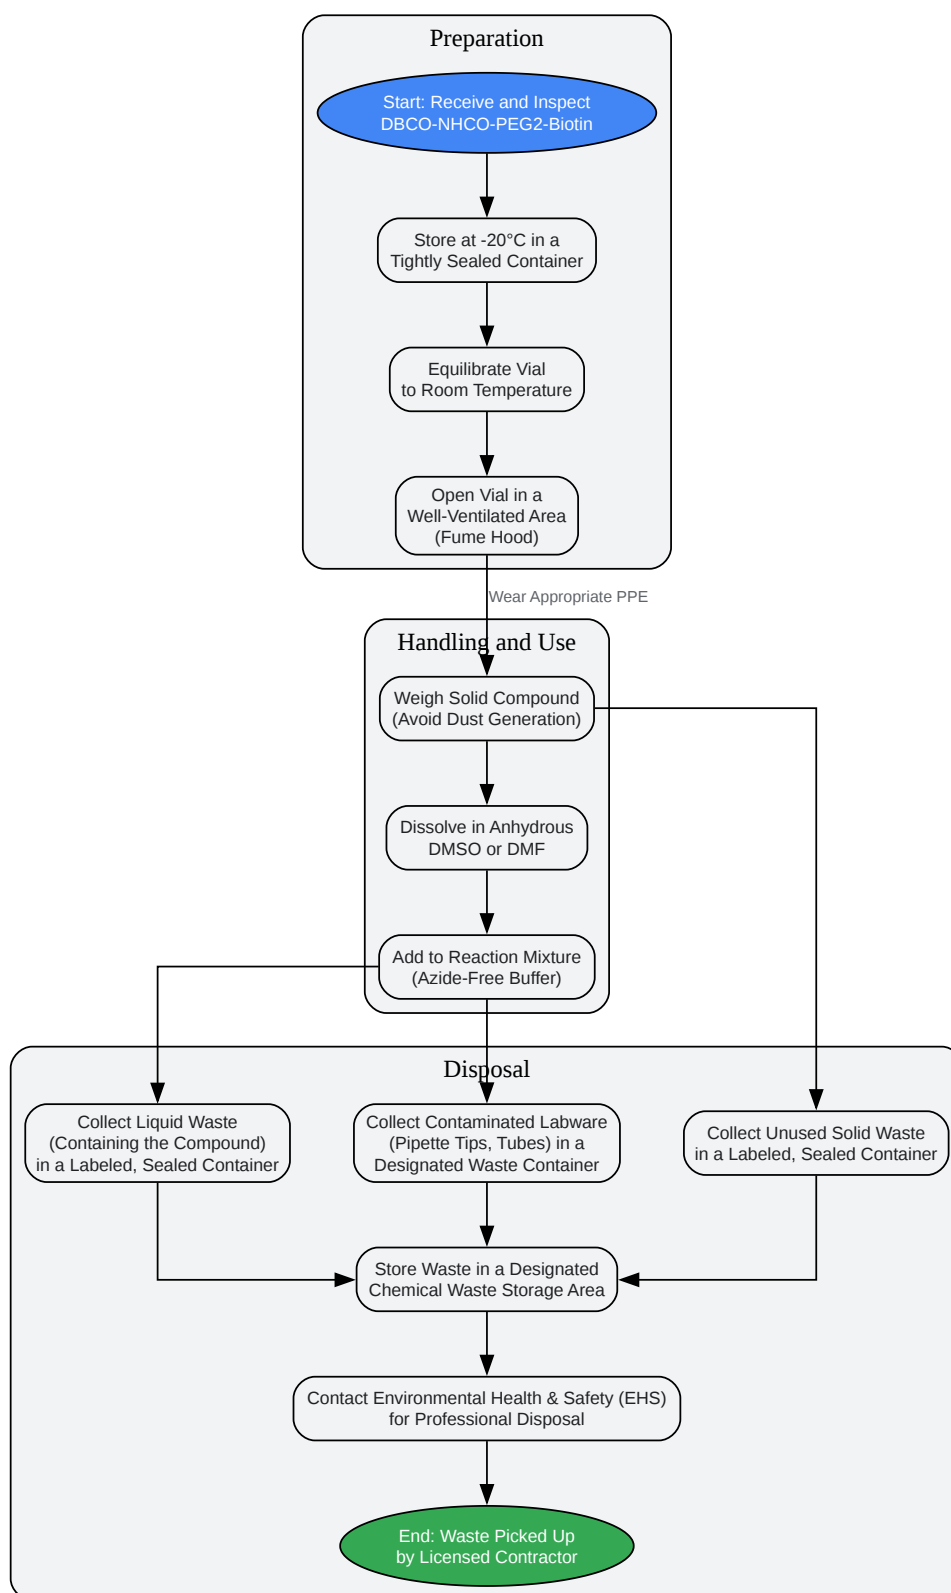 Preparation
Start: Receive and Inspect
DBCO-NHCO-PEG2-Biotin
Store at -20°C in a
Tightly Sealed Container
Equilibrate Vial
to Room Temperature
Open Vial in a
Well-Ventilated Area
(Fume Hood)
Wear Appropriate PPE
Handling and Use
Weigh Solid Compound
(Avoid Dust Generation)
Dissolve in Anhydrous
DMSO or DMF
Add to Reaction Mixture
(Azide-Free Buffer)
Disposal
Collect Liquid Waste
(Containing the Compound)
in a Labeled, Sealed Container
Collect Contaminated Labware
(Pipette Tips, Tubes) in a
Designated Waste Container
Collect Unused Solid Waste
in a Labeled, Sealed Container
Store Waste in a Designated
Chemical Waste Storage Area
Contact Environmental Health & Safety (EHS)
for Professional Disposal
End: Waste Picked Up
by Licensed Contractor